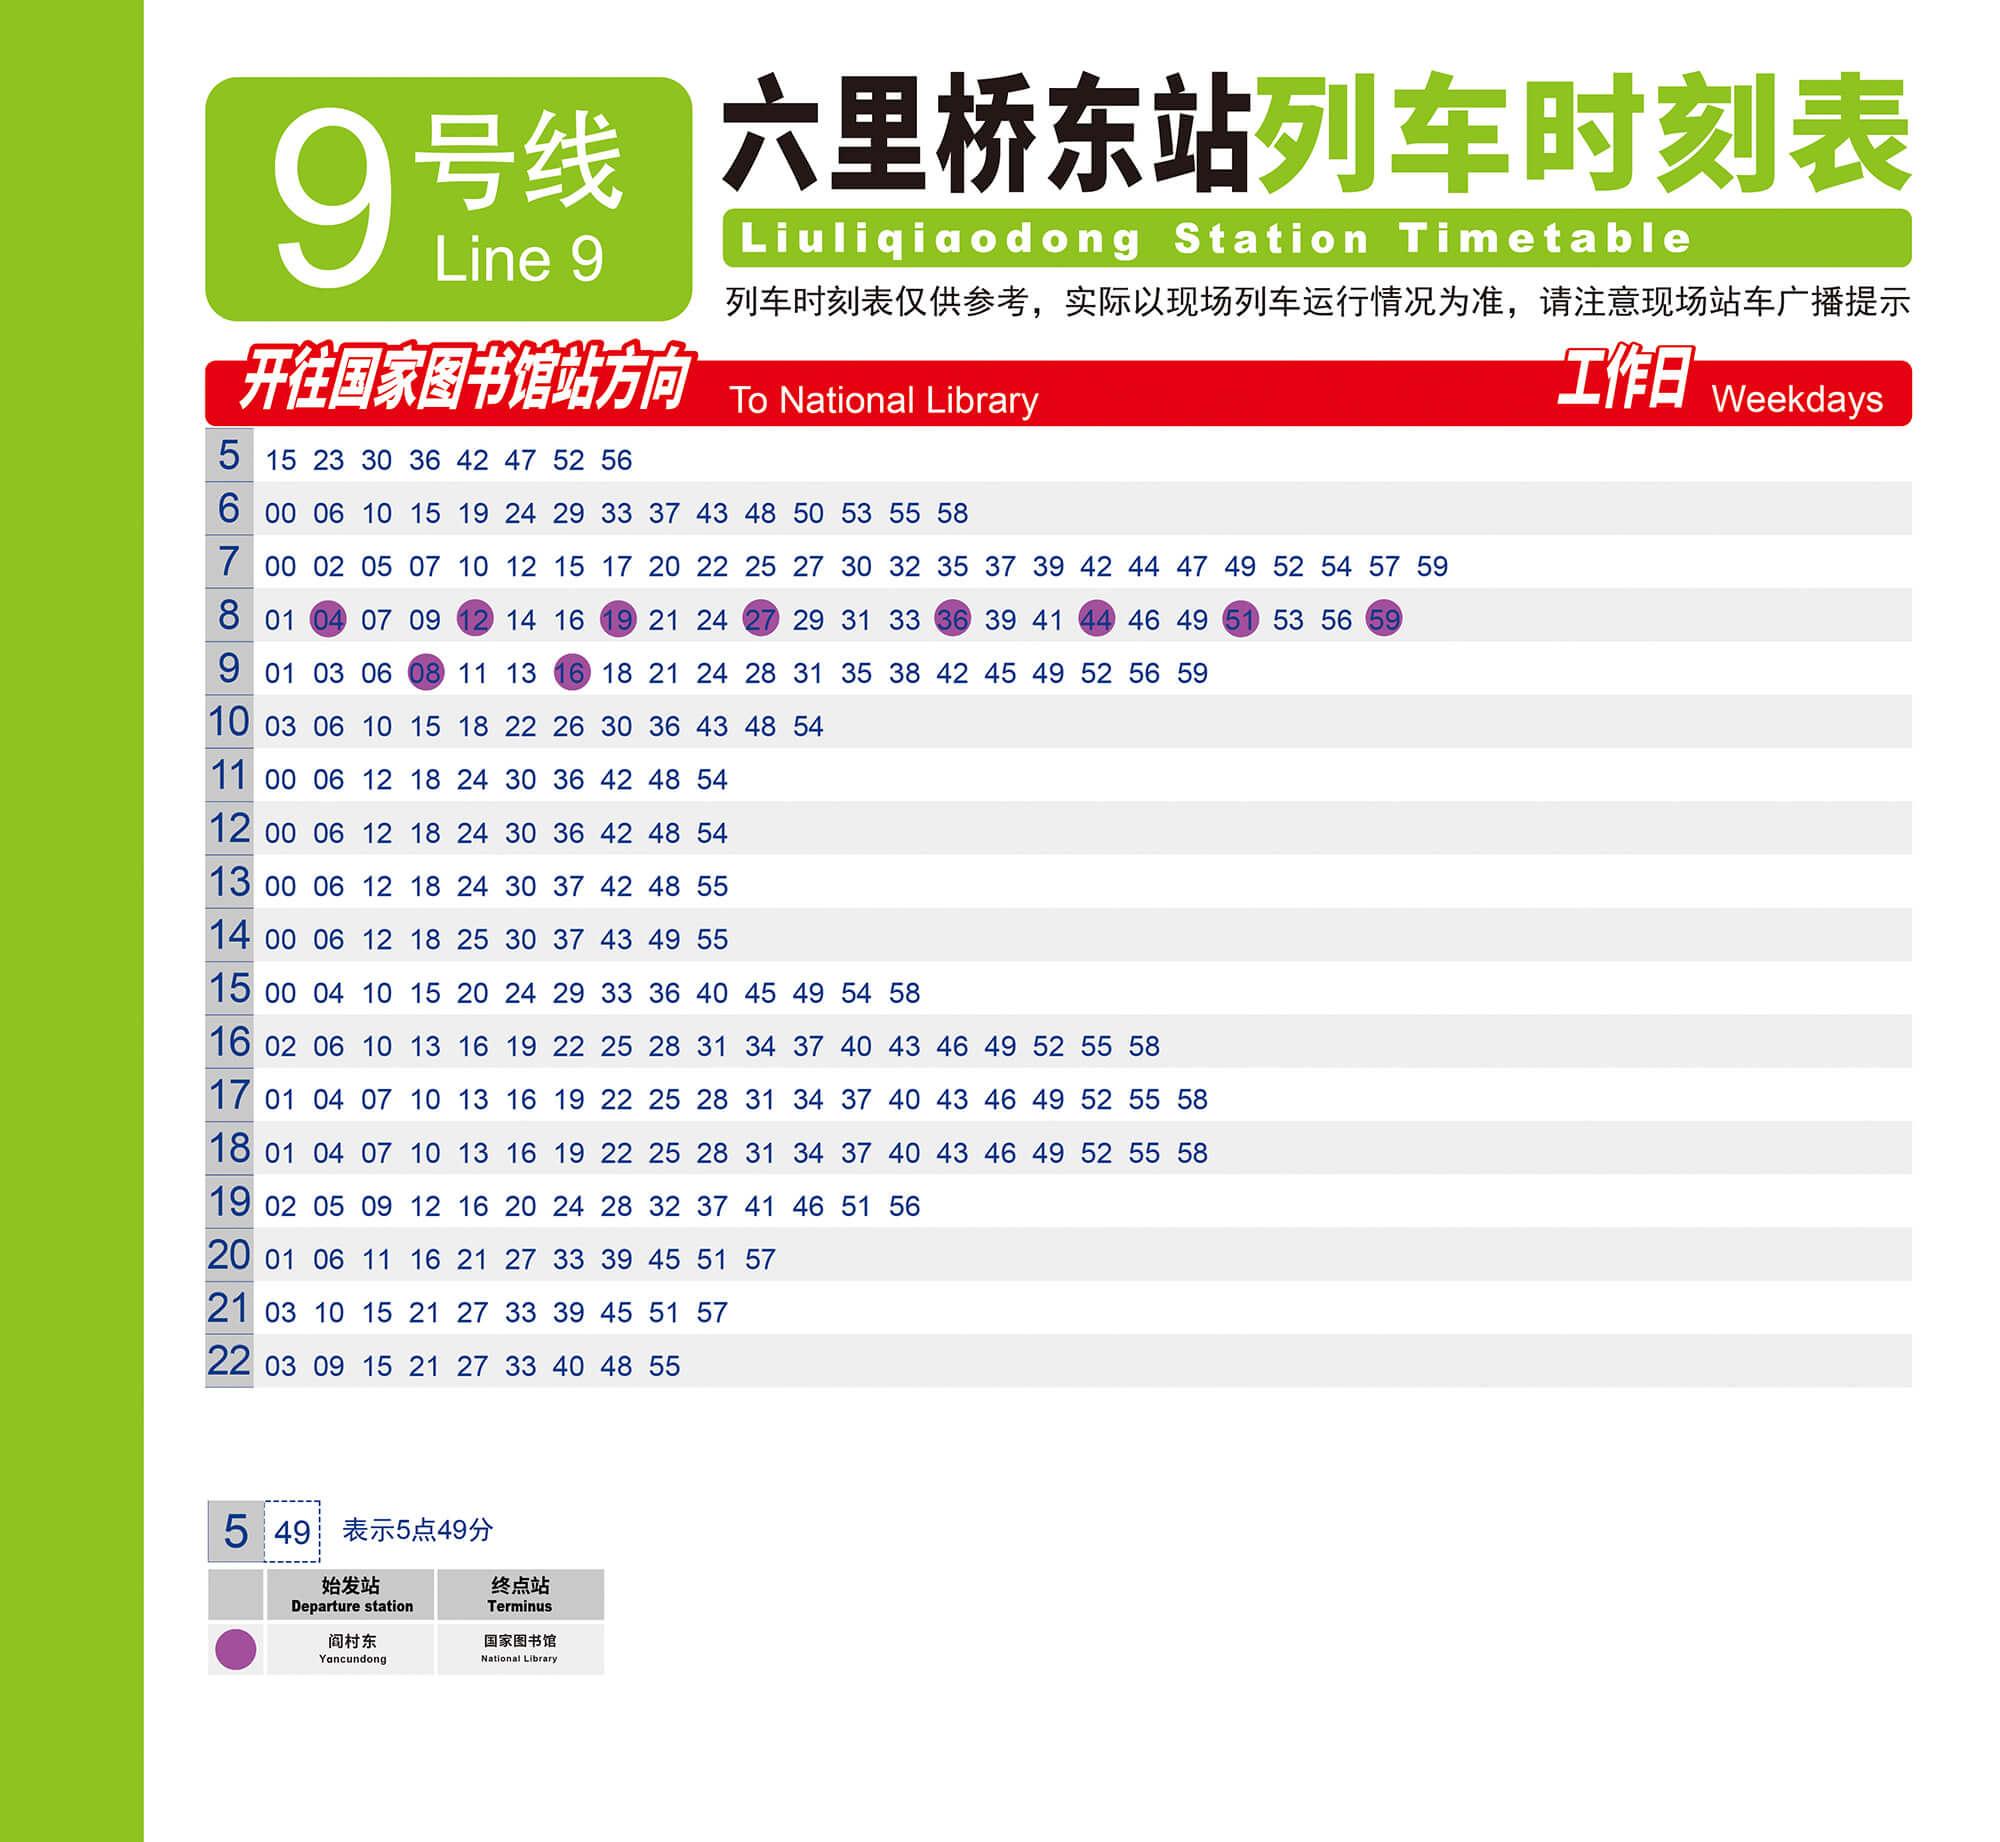 9 号线
Line 9
六里桥东站列车时刻表
Liuliqiaodong Station Timetable
列车时刻表仅供参考，实际以现场列车运行情况为准，请注意现场站车广播提示
开往国家图书馆站方向 To National Library 工作日 Weekdays
5 15 23 30 36 42 47 52 56
6 00 06 10 15 19 24 29 33 37 43 48 50 53 55 58
7 00 02 05 07 10 12 15 17 20 22 25 27 30 32 35 37 39 42 44 47 49 52 54 57 59
8 01 04 07 09 12 14 16 19 21 24 27 29 31 33 36 39 41 44 46 49 51 53 56 59
9 01 03 06 08 11 13 16 18 21 24 28 31 35 38 42 45 49 52 56 59
10 03 06 10 15 18 22 26 30 36 43 48 54
11 00 06 12 18 24 30 36 42 48 54
12 00 06 12 18 24 30 36 42 48 54
13 00 06 12 18 24 30 37 42 48 55
14 00 06 12 18 25 30 37 43 49 55
15 00 04 10 15 20 24 29 33 36 40 45 49 54 58
16 02 06 10 13 16 19 22 25 28 31 34 37 40 43 46 49 52 55 58
17 01 04 07 10 13 16 19 22 25 28 31 34 37 40 43 46 49 52 55 58
18 01 04 07 10 13 16 19 22 25 28 31 34 37 40 43 46 49 52 55 58
19 02 05 09 12 16 20 24 28 32 37 41 46 51 56
20 01 06 11 16 21 27 33 39 45 51 57
21 03 10 15 21 27 33 39 45 51 57
22 03 09 15 21 27 33 40 48 55
5 49 表示5点49分
始发站 终点站
Departure station Terminus
阎村东 国家图书馆
Yancundong National Library